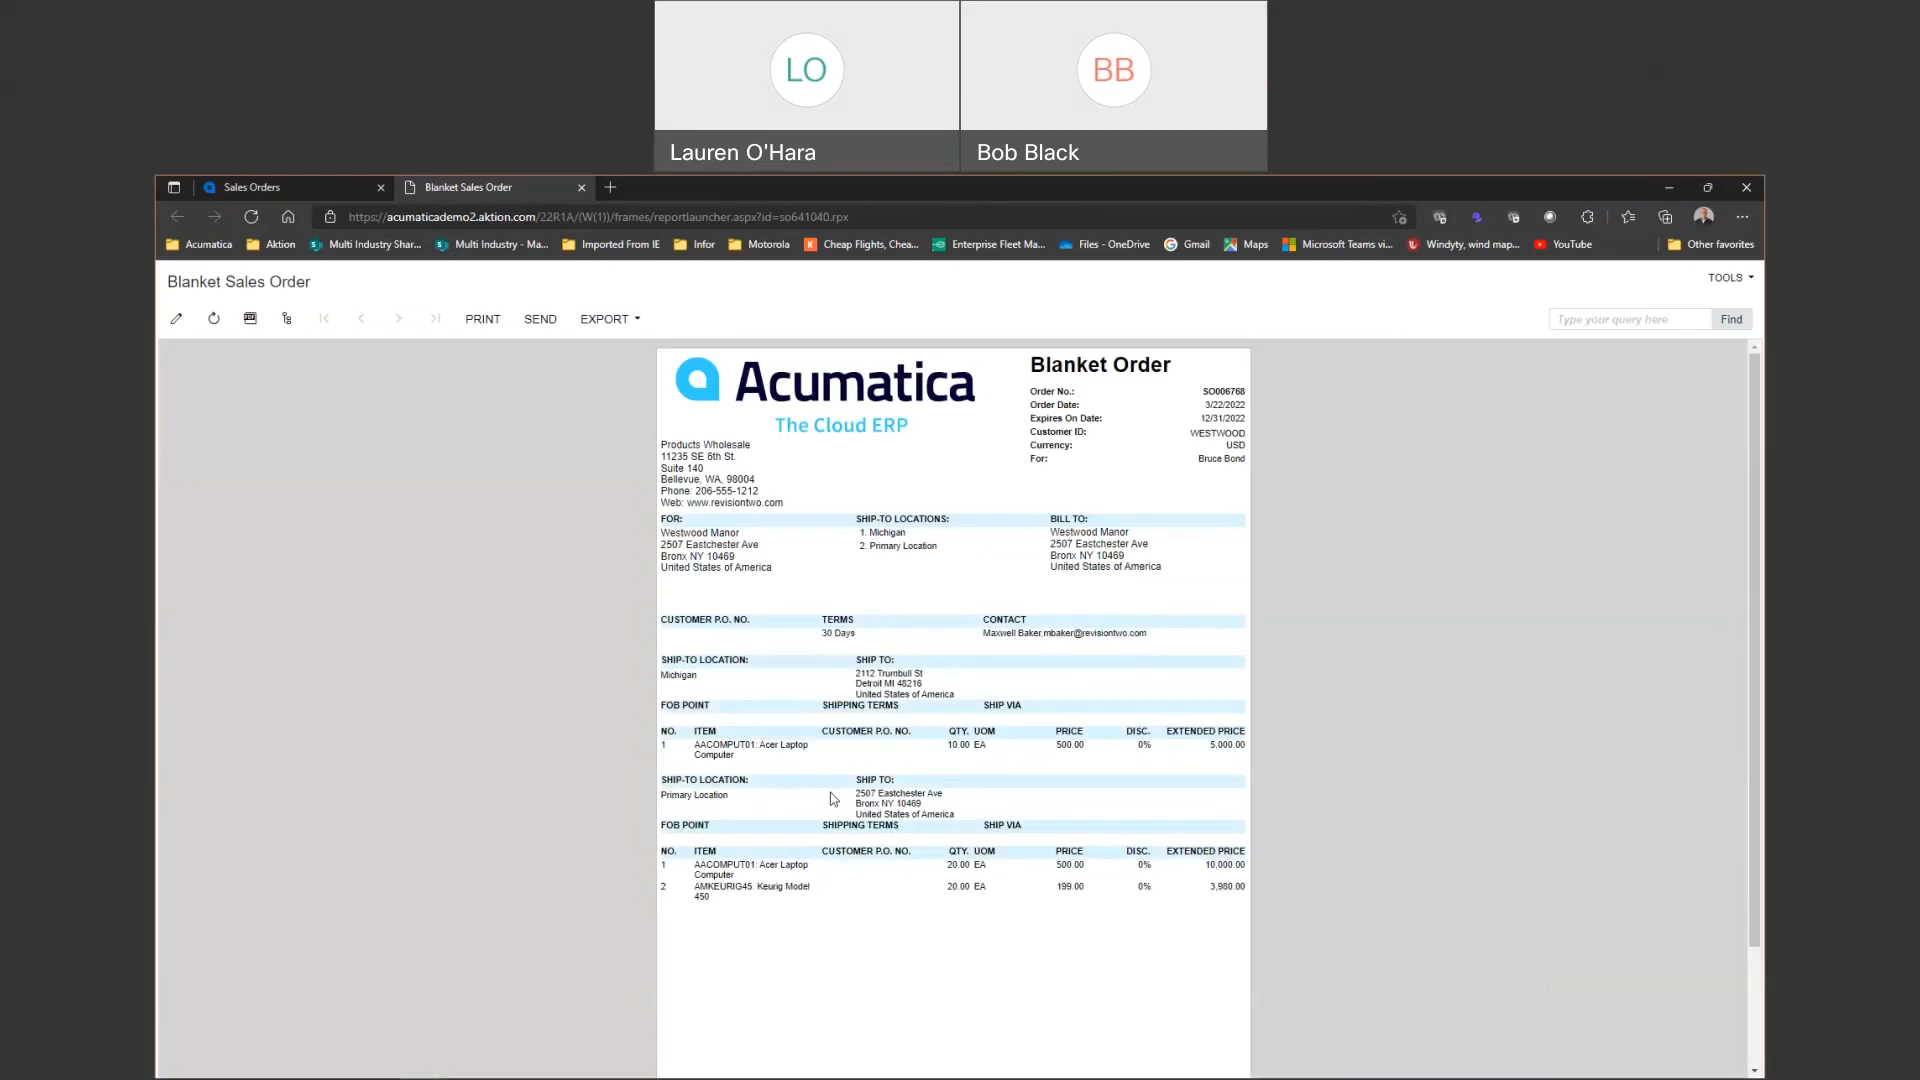 LO
BB
Lauren O'Hara
Bob Black
Sales Orders
Blanket Sales Order
https://acumaticademo2.aktion.com/22R1A/(W(1))/frames/reportlauncher.aspx?id=so641040.rpx
Acumatica
Aktion
Multi Industry Shar...
Multi Industry - Ma...
Imported From IE
Infor
Motorola
Cheap Flights, Chea...
Enterprise Fleet Ma...
Files - OneDrive
Gmail
Maps
Microsoft Teams vi...
Windyty, wind map...
YouTube
Other favorites
Blanket Sales Order
TOOLS
PRINT
SEND
EXPORT
Type your query here
Find
Acumatica
The Cloud ERP
Blanket Order
Order No.: SO006768
Order Date: 3/22/2022
Expires On Date: 12/31/2022
Customer ID: WESTWOOD
Currency: USD
For: Bruce Bond
Products Wholesale
11235 SE 6th St.
Suite 140
Bellevue, WA, 98004
Phone: 206-555-1212
Web: www.revisiontwo.com
FOR: SHIP-TO LOCATIONS: BILL TO:
Westwood Manor 1. Michigan Westwood Manor
2507 Eastchester Ave 2. Primary Location 2507 Eastchester Ave
Bronx NY 10469 Bronx NY 10469
United States of America United States of America
CUSTOMER P.O. NO. TERMS CONTACT
30 Days Maxwell Baker,mbaker@revisiontwo.com
SHIP-TO LOCATION: SHIP TO:
Michigan 2112 Trumbull St
Detroit MI 48216
United States of America
FOB POINT SHIPPING TERMS SHIP VIA
NO. ITEM CUSTOMER P.O. NO. QTY. UOM PRICE DISC. EXTENDED PRICE
1 AACOMPUT01: Acer Laptop 10.00 EA 500.00 0% 5,000.00
Computer
SHIP-TO LOCATION: SHIP TO:
Primary Location 2507 Eastchester Ave
Bronx NY 10469
United States of America
FOB POINT SHIPPING TERMS SHIP VIA
NO. ITEM CUSTOMER P.O. NO. QTY. UOM PRICE DISC. EXTENDED PRICE
1 AACOMPUT01: Acer Laptop 20.00 EA 500.00 0% 10,000.00
Computer
2 AMKEURIG45: Keurig Model 20.00 EA 199.00 0% 3,980.00
450